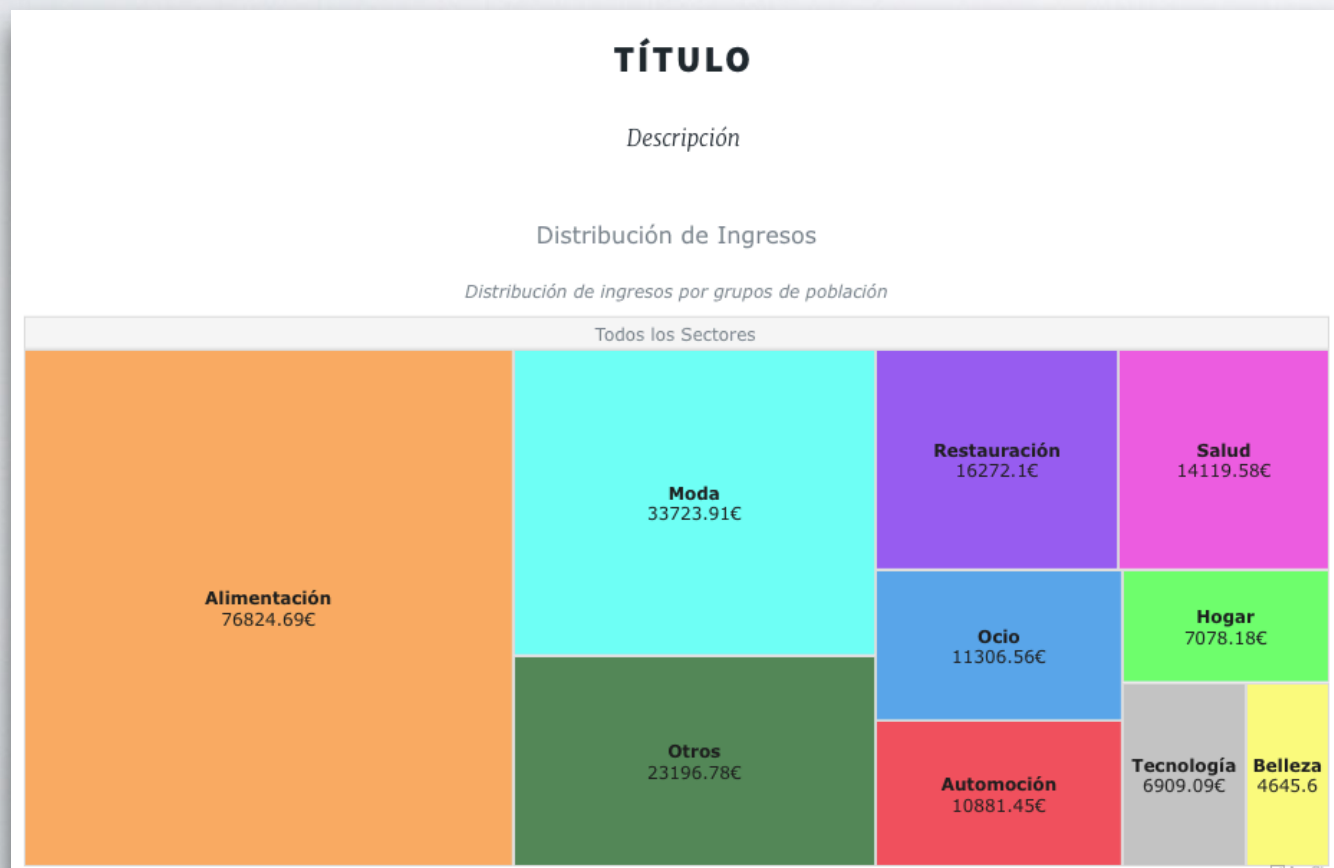 TÍTULO
Descripción
Distribución de Ingresos
Distribución de ingresos por grupos de población
Todos los Sectores
Alimentación
76824.69€
Moda
33723.91€
Otros
23196.78€
Restauración
16272.1€
Salud
14119.58€
Ocio
11306.56€
Hogar
7078.18€
Automoción
10881.45€
Tecnología
6909.09€
Belleza
4645.6